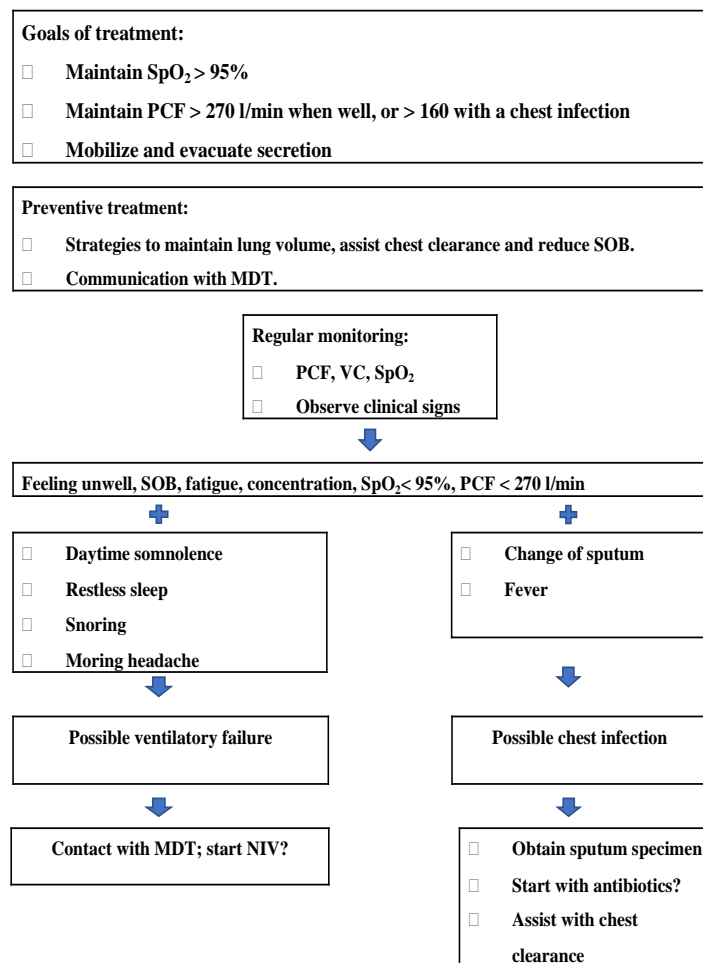 Goals of treatment:
□ Maintain SpO₂ > 95%
□ Maintain PCF > 270 l/min when well, or > 160 with a chest infection
□ Mobilize and evacuate secretion
Preventive treatment:
□ Strategies to maintain lung volume, assist chest clearance and reduce SOB.
□ Communication with MDT.
Regular monitoring:
□ PCF, VC, SpO₂
□ Observe clinical signs
Feeling unwell, SOB, fatigue, concentration, SpO₂< 95%, PCF < 270 l/min
□ Daytime somnolence
□ Restless sleep
□ Snoring
□ Moring headache
□ Change of sputum
□ Fever
Possible ventilatory failure
Possible chest infection
Contact with MDT; start NIV?
□ Obtain sputum specimen
□ Start with antibiotics?
□ Assist with chest
clearance